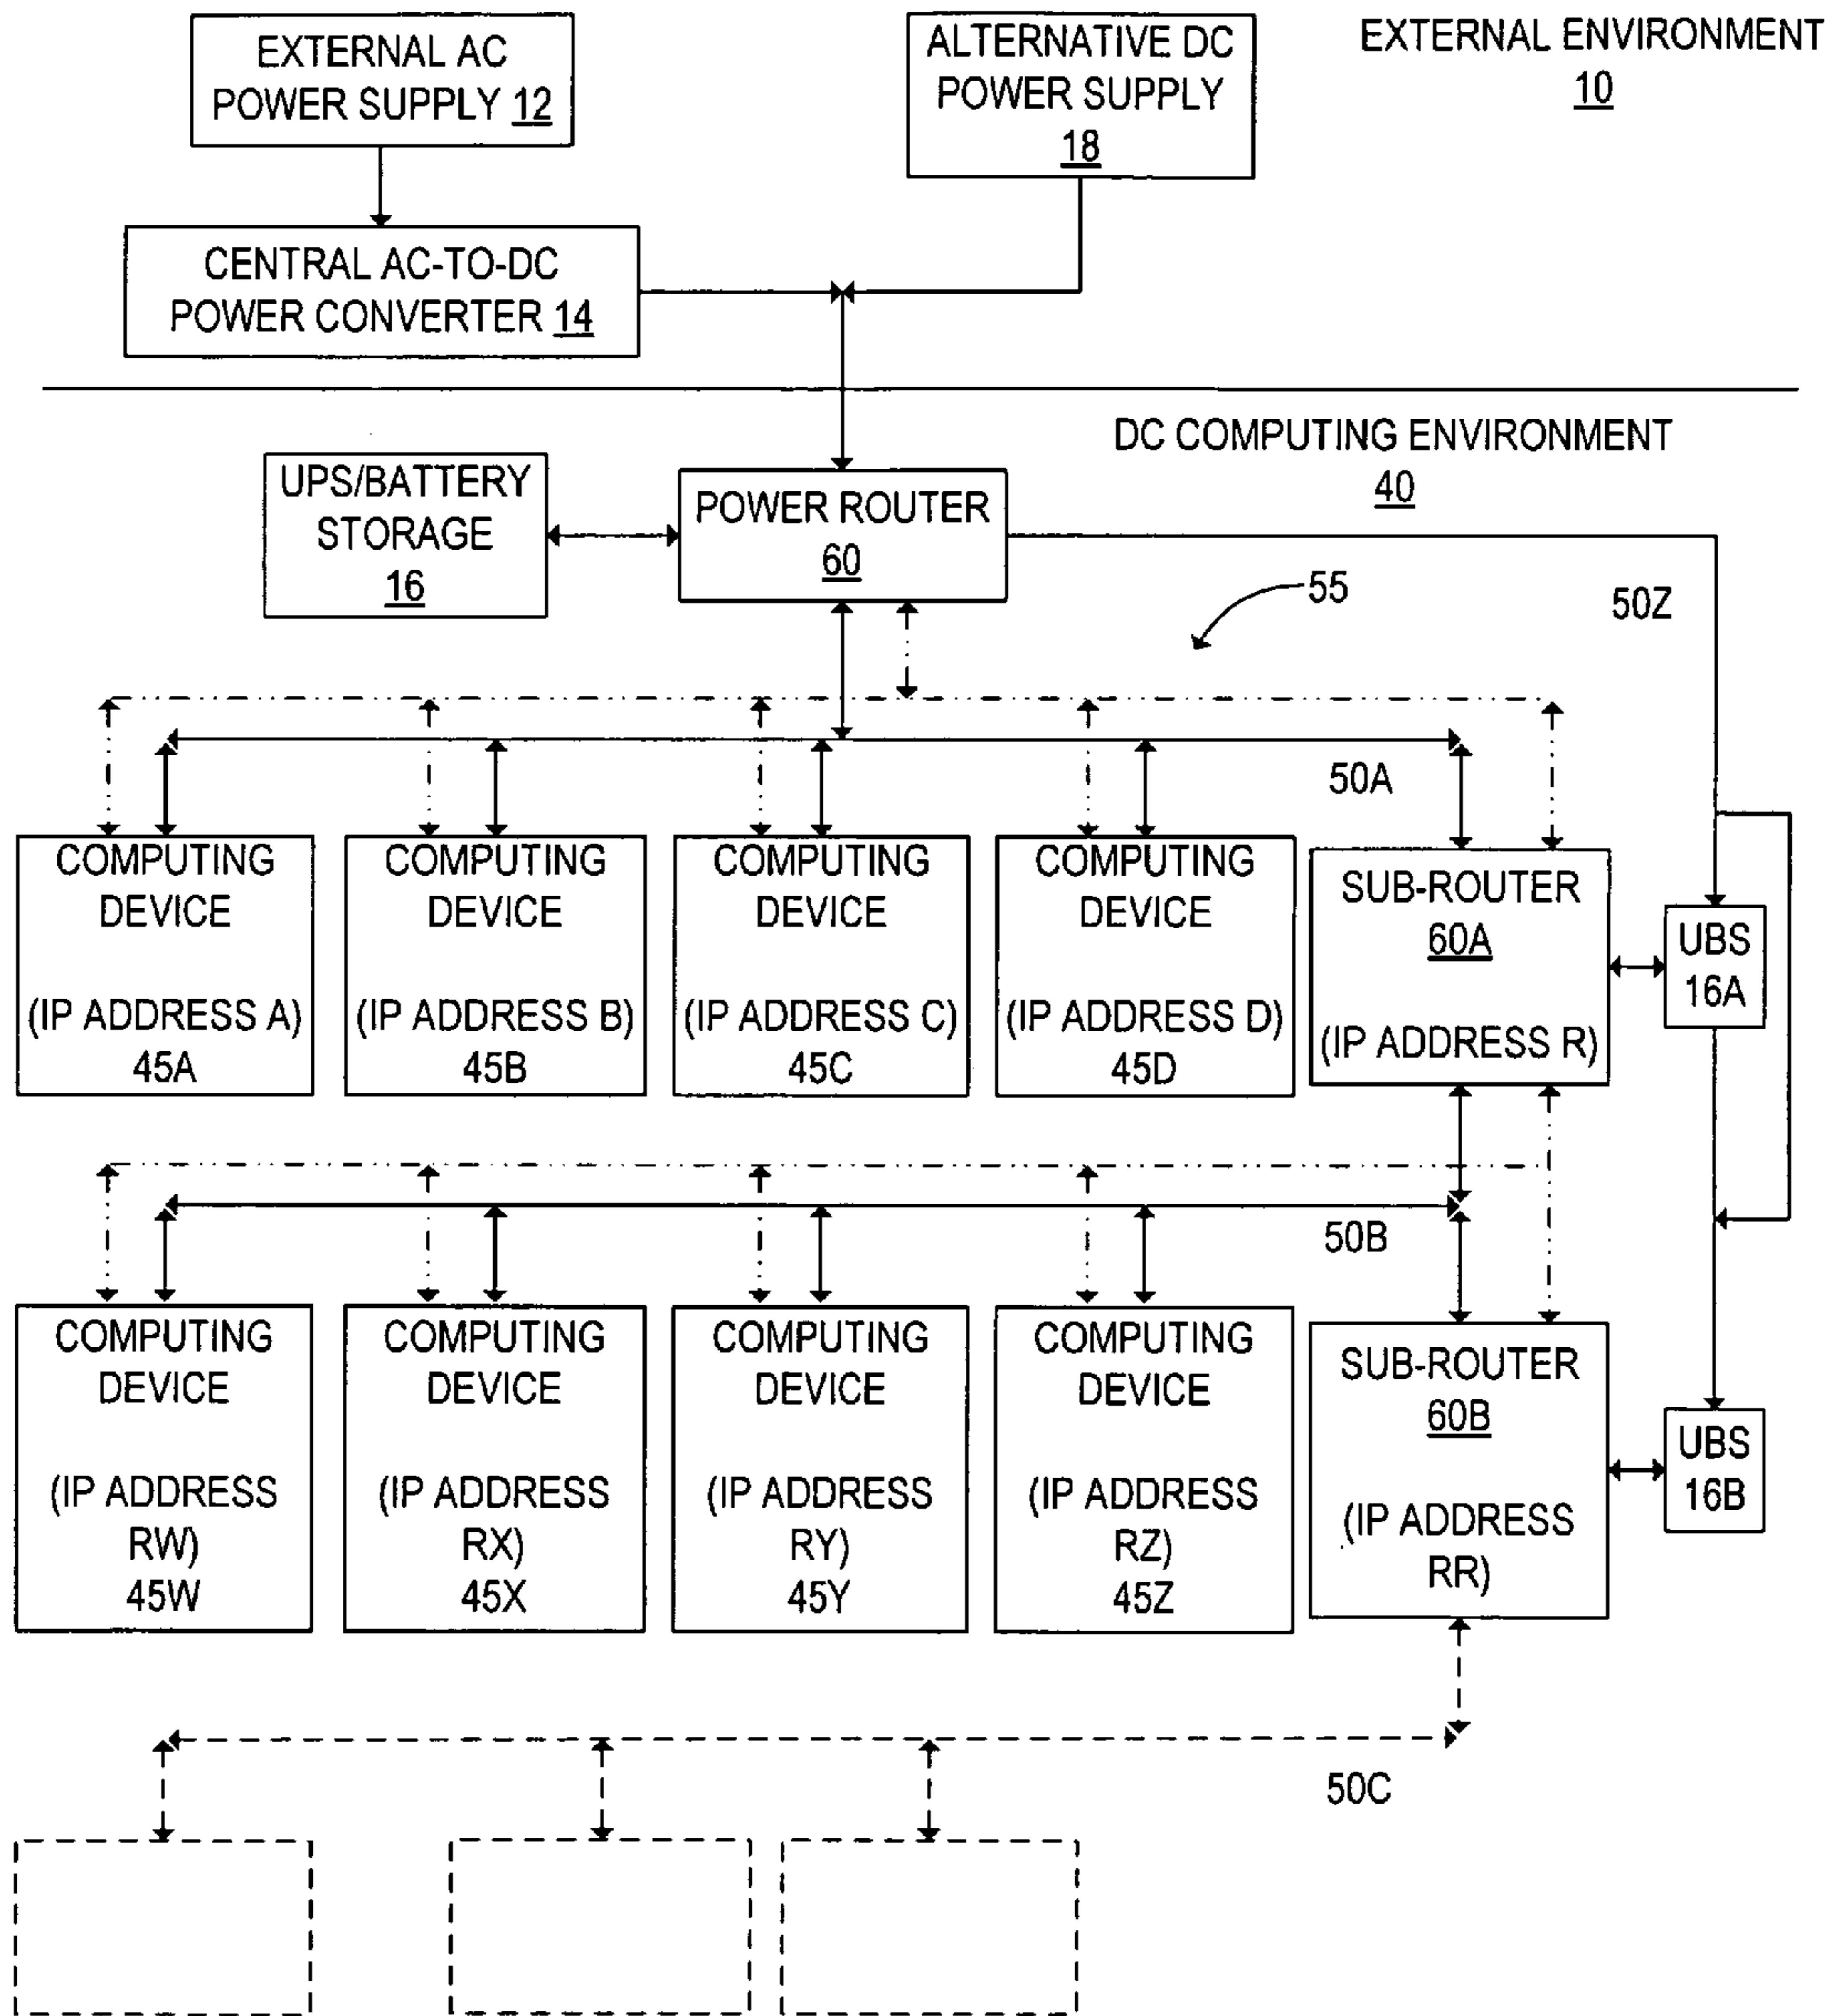 EXTERNAL AC
POWER SUPPLY 12
ALTERNATIVE DC
POWER SUPPLY
18
EXTERNAL ENVIRONMENT
10
CENTRAL AC-TO-DC
POWER CONVERTER 14
DC COMPUTING ENVIRONMENT
40
UPS/BATTERY
STORAGE
16
POWER ROUTER
60
55
50Z
50A
COMPUTING
DEVICE
(IP ADDRESS A)
45A
COMPUTING
DEVICE
(IP ADDRESS B)
45B
COMPUTING
DEVICE
(IP ADDRESS C)
45C
COMPUTING
DEVICE
(IP ADDRESS D)
45D
SUB-ROUTER
60A
(IP ADDRESS R)
UBS
16A
50B
COMPUTING
DEVICE
(IP ADDRESS
RW)
45W
COMPUTING
DEVICE
(IP ADDRESS
RX)
45X
COMPUTING
DEVICE
(IP ADDRESS
RY)
45Y
COMPUTING
DEVICE
(IP ADDRESS
RZ)
45Z
SUB-ROUTER
60B
(IP ADDRESS
RR)
UBS
16B
50C